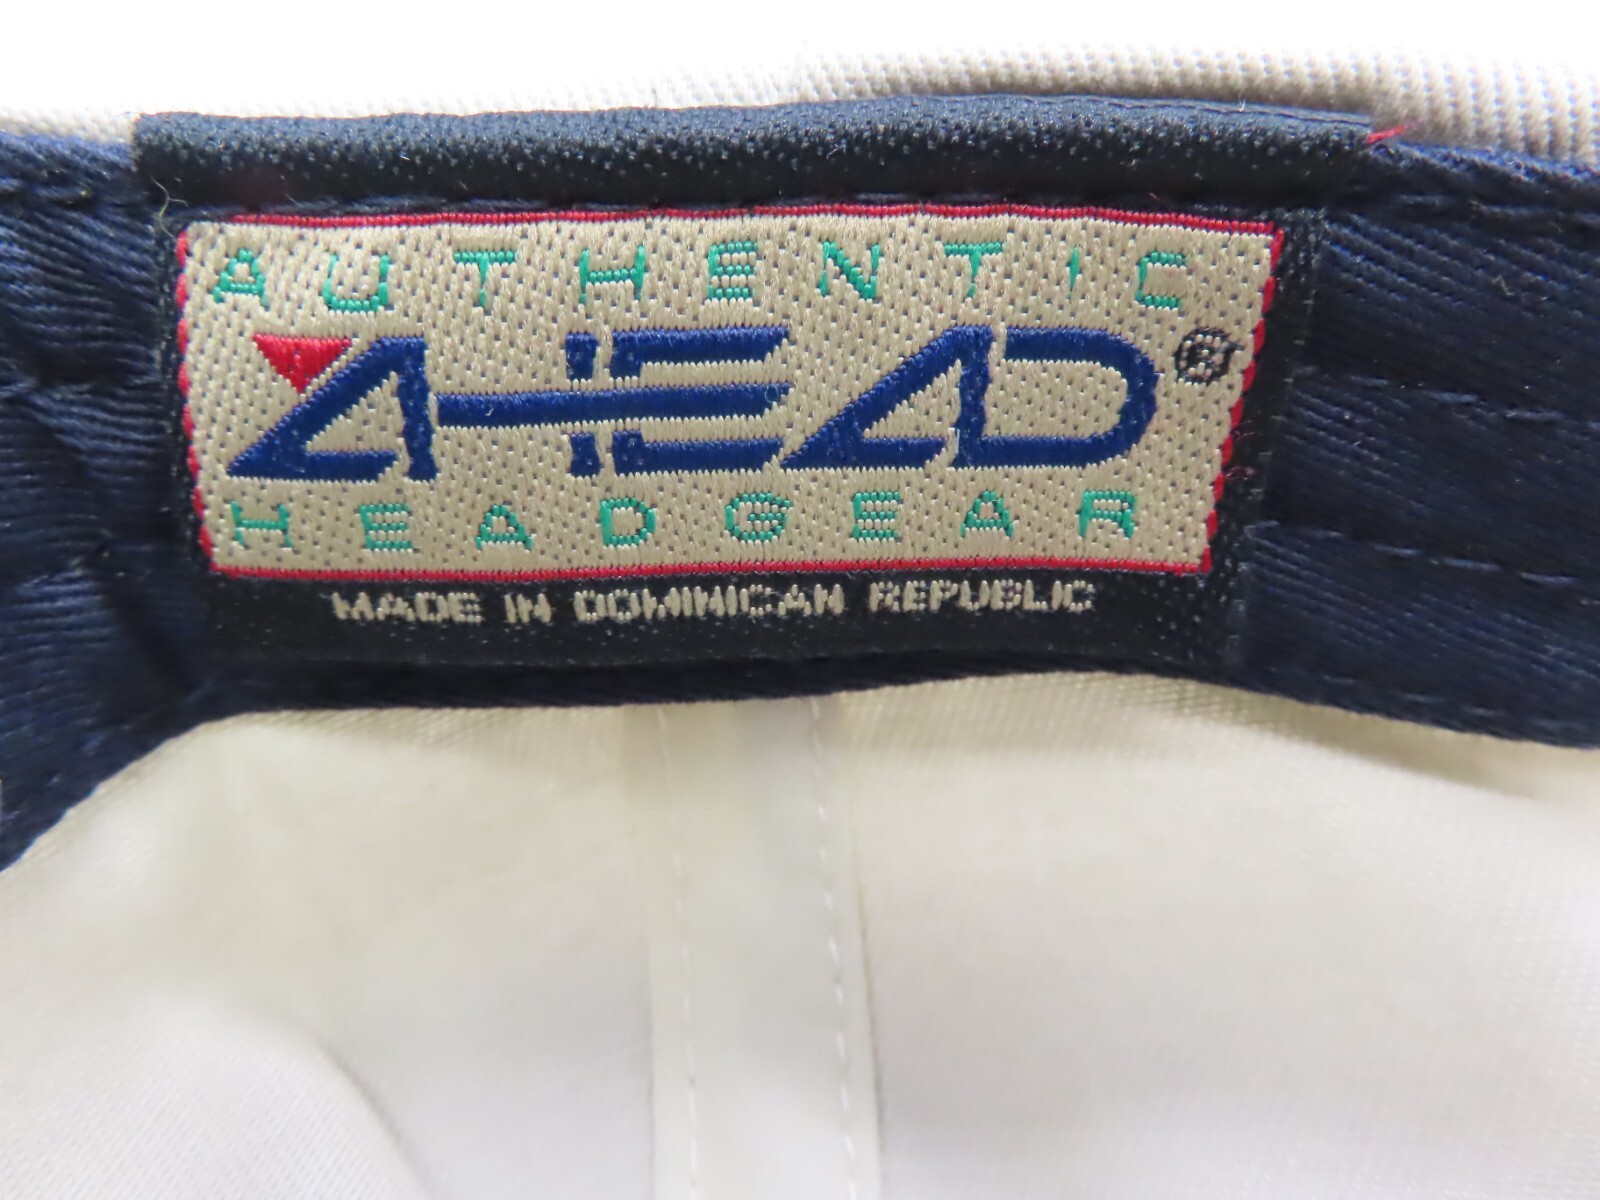 AUTHENTIC
AHEAD®
HEADGEAR
MADE IN DOMINICAN REPUBLIC